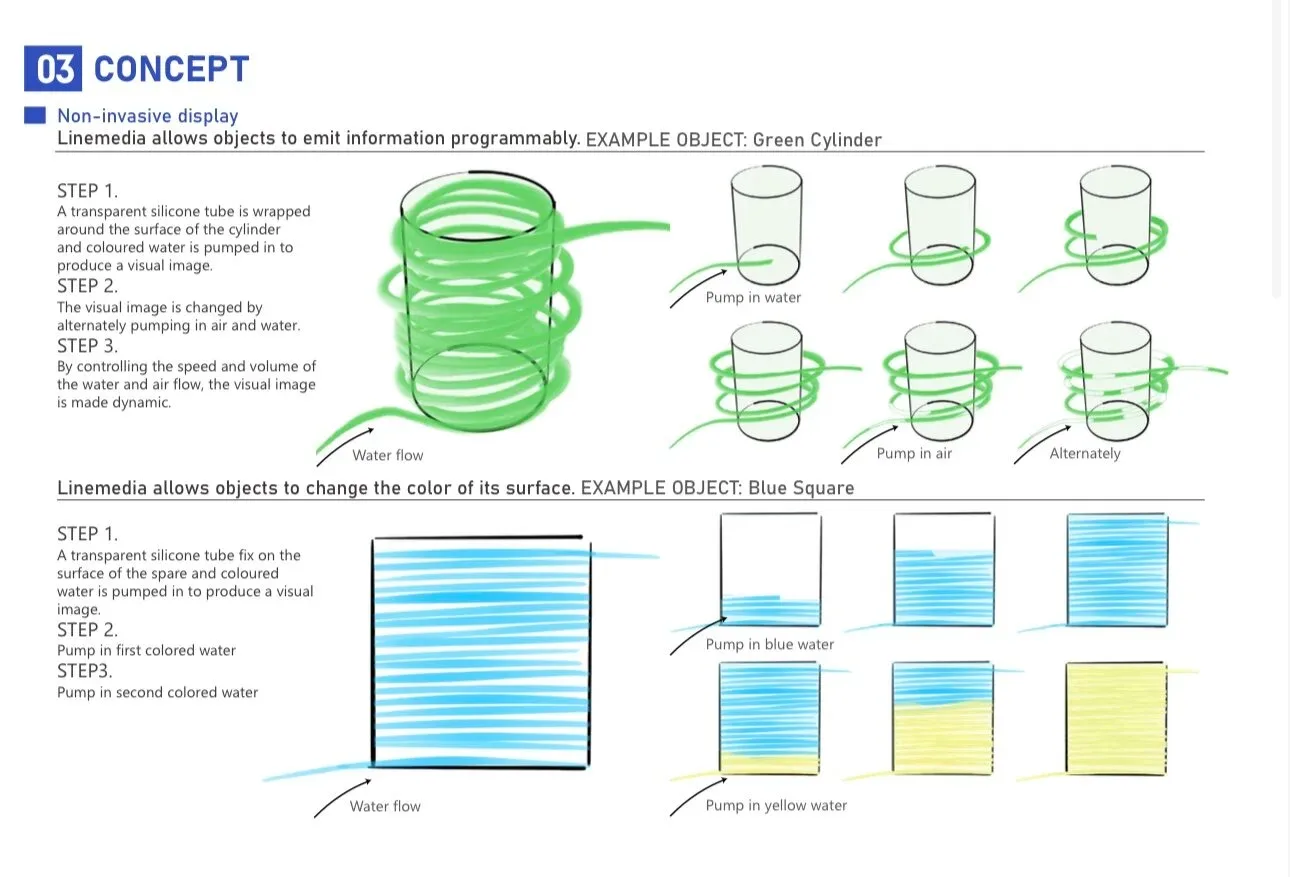 03 CONCEPT
Non-invasive display
Linemedia allows objects to emit information programmably. EXAMPLE OBJECT: Green Cylinder
STEP 1.
A transparent silicone tube is wrapped
around the surface of the cylinder
and coloured water is pumped in to
produce a visual image.
STEP 2.
The visual image is changed by
alternately pumping in air and water.
STEP 3.
By controlling the speed and volume of
the water and air flow, the visual image
is made dynamic.
Water flow
Pump in water
Pump in air
Alternately
Linemedia allows objects to change the color of its surface. EXAMPLE OBJECT: Blue Square
STEP 1.
A transparent silicone tube fix on the
surface of the spare and coloured
water is pumped in to produce a visual
image.
STEP 2.
Pump in first colored water
STEP3.
Pump in second colored water
Water flow
Pump in blue water
Pump in yellow water